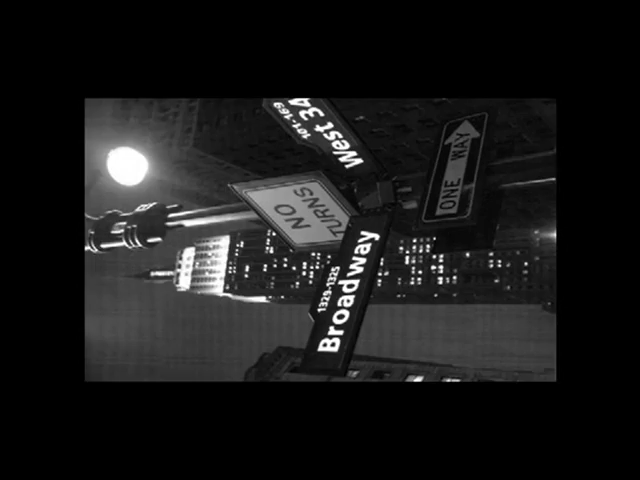 101-169
West 34
NO
TURNS
ONE WAY
1329-1325
Broadway